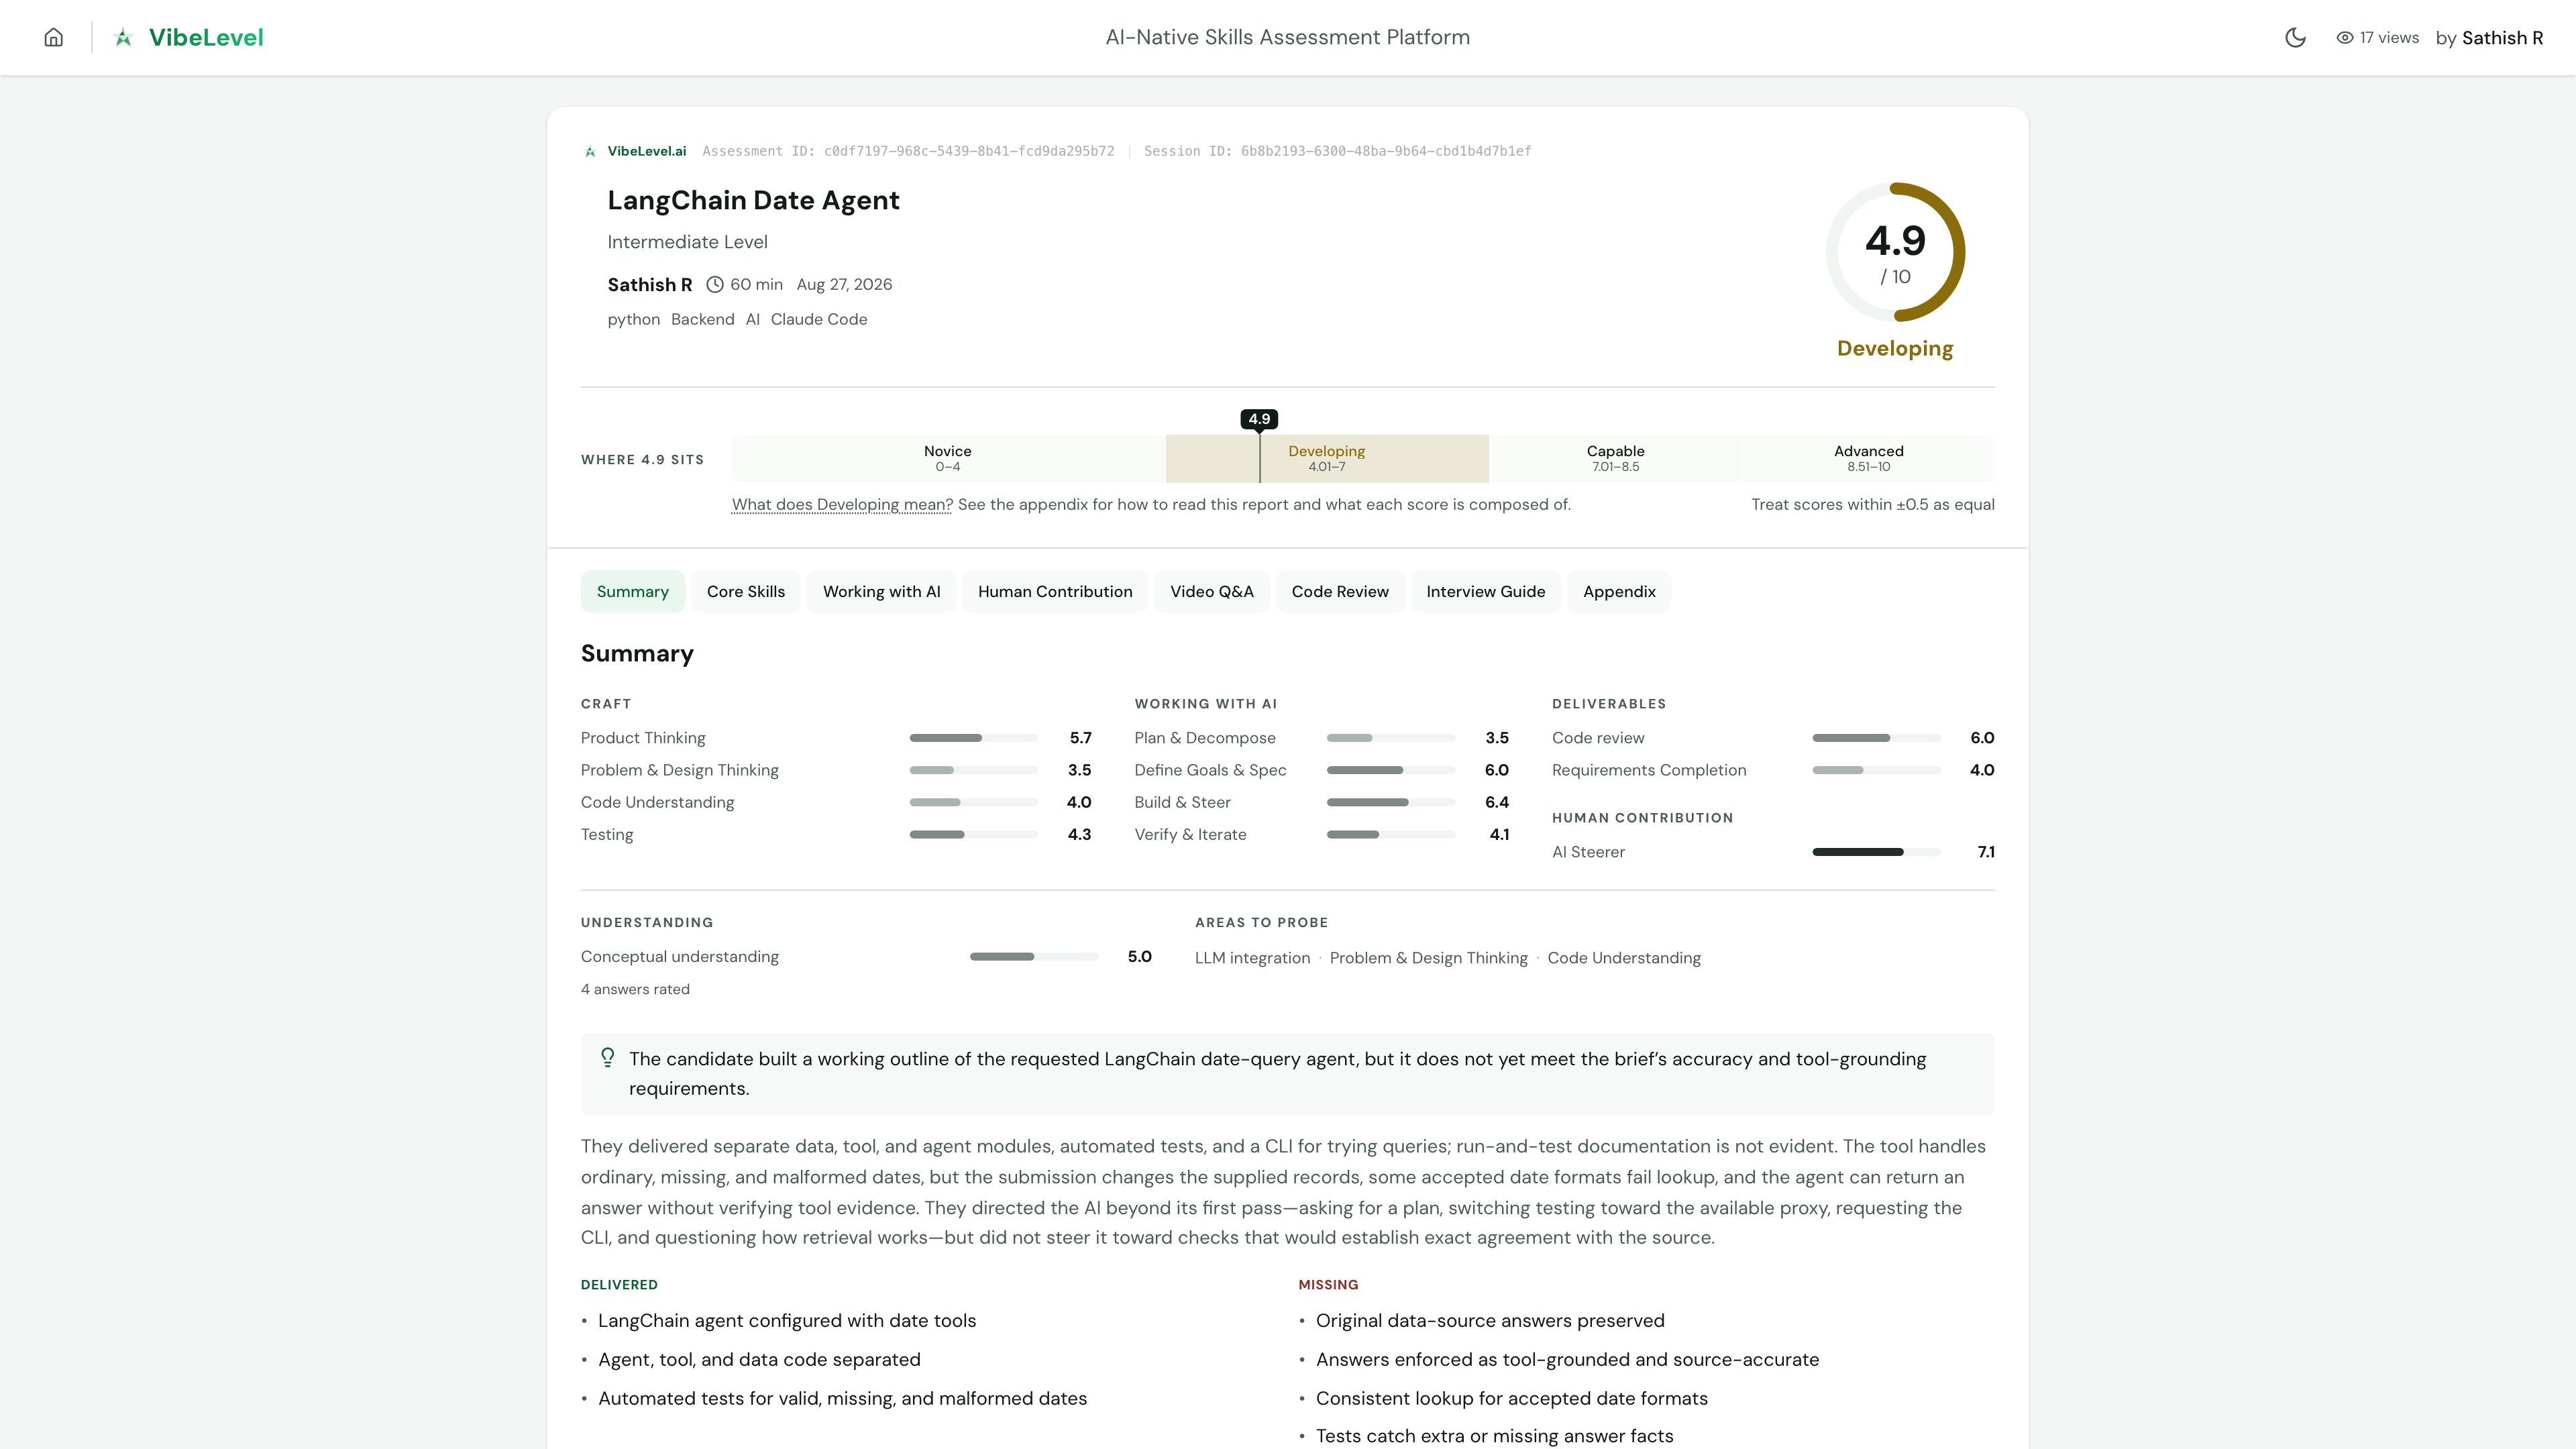 VibeLevel
AI-Native Skills Assessment Platform
17 views
by Sathish R
VibeLevel.ai
Assessment ID: c0df7197-968c-5439-8b41-fcd9da295b72
Session ID: 6b8b2193-6300-48ba-9b64-cbd1b4d7b1ef
LangChain Date Agent
Intermediate Level
Sathish R 60 min Aug 27, 2026
python Backend AI Claude Code
4.9
/ 10
Developing
4.9
WHERE 4.9 SITS
Novice
0–4
Developing
4.01–7
Capable
7.01–8.5
Advanced
8.51–10
What does Developing mean? See the appendix for how to read this report and what each score is composed of.
Treat scores within ±0.5 as equal
Summary
Core Skills
Working with AI
Human Contribution
Video Q&A
Code Review
Interview Guide
Appendix
Summary
CRAFT
Product Thinking 5.7
Problem & Design Thinking 3.5
Code Understanding 4.0
Testing 4.3
WORKING WITH AI
Plan & Decompose 3.5
Define Goals & Spec 6.0
Build & Steer 6.4
Verify & Iterate 4.1
DELIVERABLES
Code review 6.0
Requirements Completion 4.0
HUMAN CONTRIBUTION
AI Steerer 7.1
UNDERSTANDING
Conceptual understanding 5.0
4 answers rated
AREAS TO PROBE
LLM integration · Problem & Design Thinking · Code Understanding
The candidate built a working outline of the requested LangChain date-query agent, but it does not yet meet the brief's accuracy and tool-grounding
requirements.
They delivered separate data, tool, and agent modules, automated tests, and a CLI for trying queries; run-and-test documentation is not evident. The tool handles
ordinary, missing, and malformed dates, but the submission changes the supplied records, some accepted date formats fail lookup, and the agent can return an
answer without verifying tool evidence. They directed the AI beyond its first pass—asking for a plan, switching testing toward the available proxy, requesting the
CLI, and questioning how retrieval works—but did not steer it toward checks that would establish exact agreement with the source.
DELIVERED
• LangChain agent configured with date tools
• Agent, tool, and data code separated
• Automated tests for valid, missing, and malformed dates
MISSING
• Original data-source answers preserved
• Answers enforced as tool-grounded and source-accurate
• Consistent lookup for accepted date formats
• Tests catch extra or missing answer facts